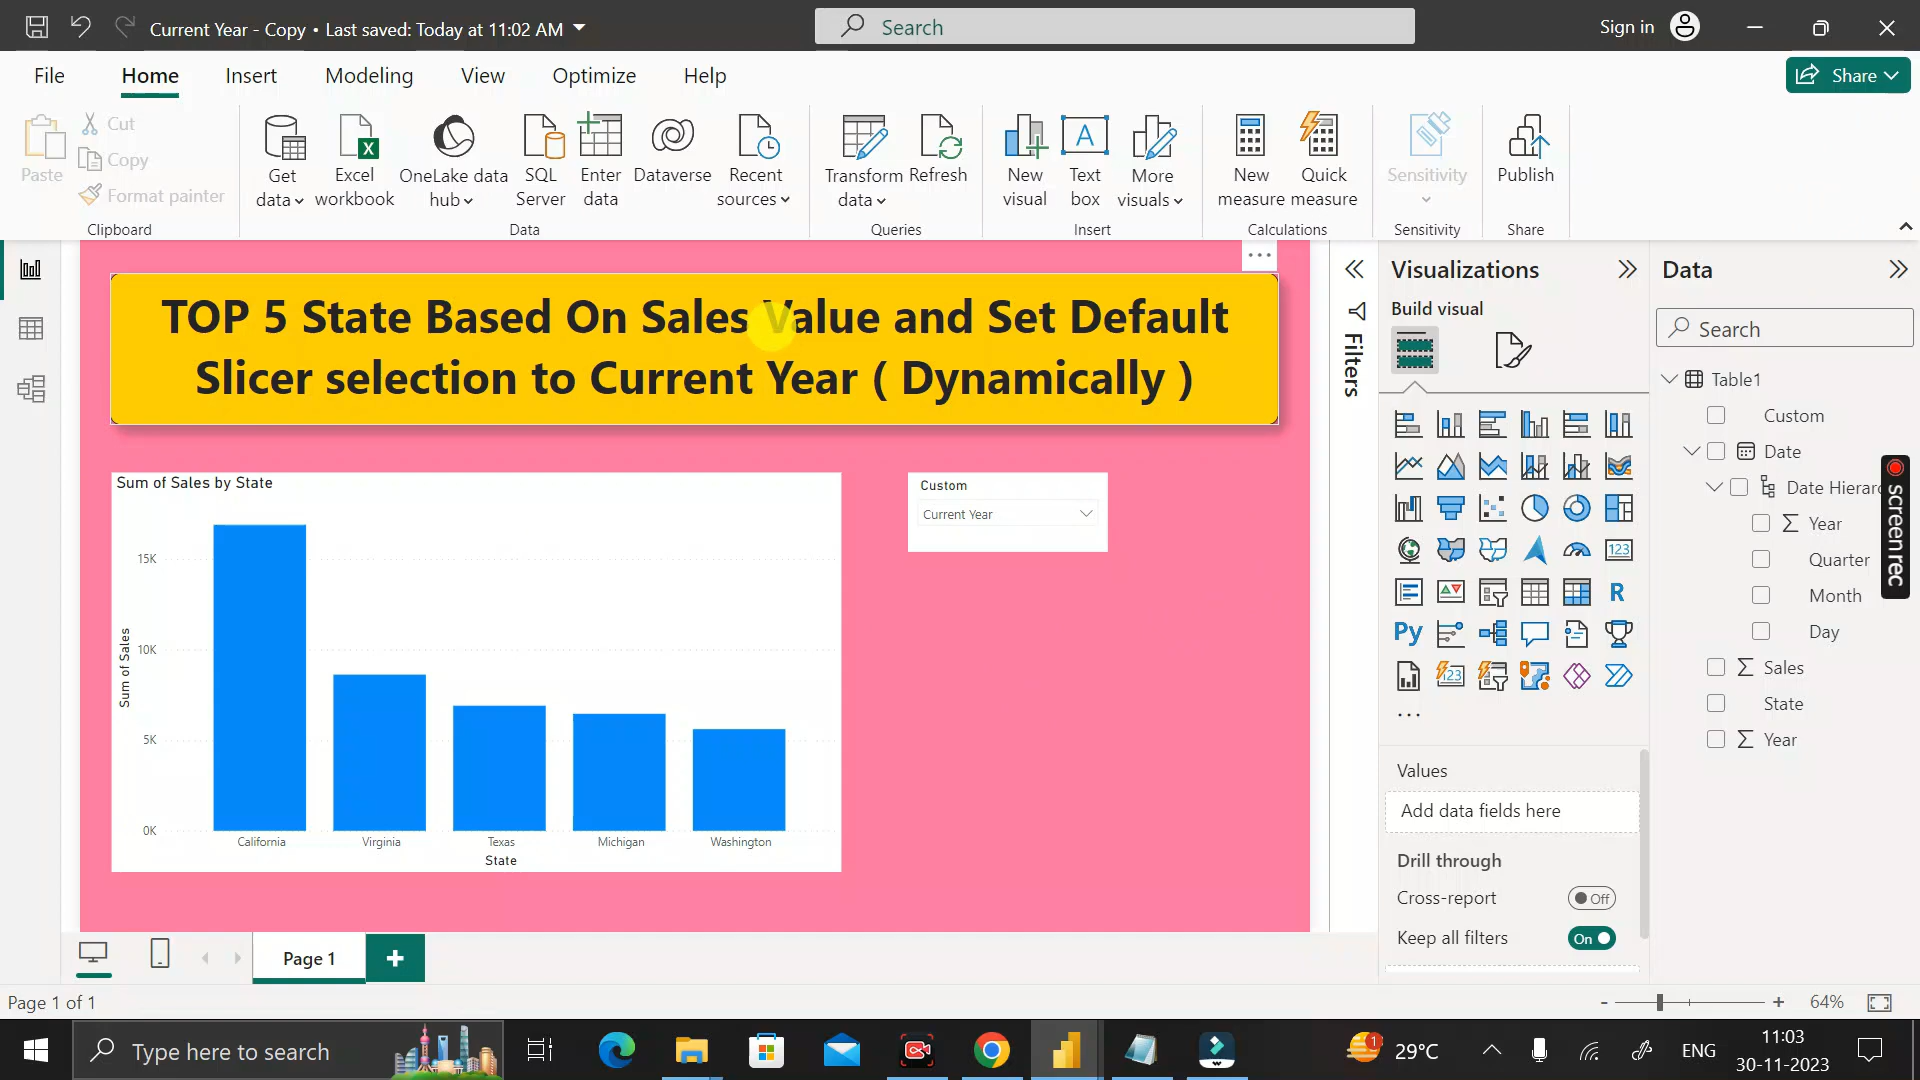 Current Year - Copy • Last saved: Today at 11:02 AM
Search
Sign in
File
Home
Insert
Modeling
View
Optimize
Help
Share
Paste
Cut
Copy
Format painter
Clipboard
Get
data
Excel
workbook
OneLake data
hub
SQL
Server
Enter
data
Dataverse
Recent
sources
Data
Transform
data
Refresh
Queries
New
visual
Text
box
More
visuals
Insert
New
measure
Quick
measure
Calculations
Sensitivity
Sensitivity
Publish
Share
TOP 5 State Based On Sales Value and Set Default
Slicer selection to Current Year ( Dynamically )
Sum of Sales by State
15K
10K
5K
0K
Sum of Sales
California
Virginia
Texas
Michigan
Washington
State
Custom
Current Year
Filters
Visualizations
Build visual
123
R
Py
123
Values
Add data fields here
Drill through
Cross-report
Off
Keep all filters
On
Data
Search
Table1
Custom
Date
Date Hierarc
Year
Quarter
Month
Day
Sales
State
Year
screen rec
Page 1
Page 1 of 1
64%
Type here to search
1
29°C
ENG
11:03
30-11-2023